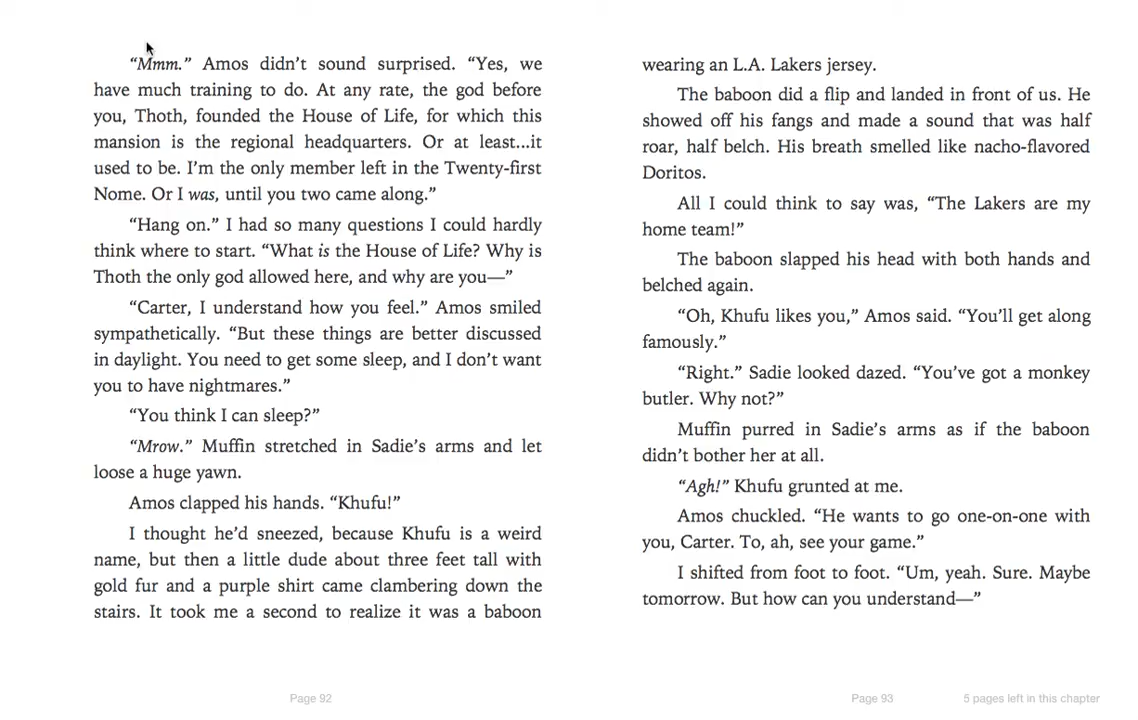 “Mmm.” Amos didn’t sound surprised. “Yes, we
have much training to do. At any rate, the god before
you, Thoth, founded the House of Life, for which this
mansion is the regional headquarters. Or at least...it
used to be. I’m the only member left in the Twenty-first
Nome. Or I was, until you two came along.”
“Hang on.” I had so many questions I could hardly
think where to start. “What is the House of Life? Why is
Thoth the only god allowed here, and why are you—”
“Carter, I understand how you feel.” Amos smiled
sympathetically. “But these things are better discussed
in daylight. You need to get some sleep, and I don’t want
you to have nightmares.”
“You think I can sleep?”
“Mrow.” Muffin stretched in Sadie’s arms and let
loose a huge yawn.
Amos clapped his hands. “Khufu!”
I thought he’d sneezed, because Khufu is a weird
name, but then a little dude about three feet tall with
gold fur and a purple shirt came clambering down the
stairs. It took me a second to realize it was a baboon
Page 92
wearing an L.A. Lakers jersey.
The baboon did a flip and landed in front of us. He
showed off his fangs and made a sound that was half
roar, half belch. His breath smelled like nacho-flavored
Doritos.
All I could think to say was, “The Lakers are my
home team!”
The baboon slapped his head with both hands and
belched again.
“Oh, Khufu likes you,” Amos said. “You’ll get along
famously.”
“Right.” Sadie looked dazed. “You’ve got a monkey
butler. Why not?”
Muffin purred in Sadie’s arms as if the baboon
didn’t bother her at all.
“Agh!” Khufu grunted at me.
Amos chuckled. “He wants to go one-on-one with
you, Carter. To, ah, see your game.”
I shifted from foot to foot. “Um, yeah. Sure. Maybe
tomorrow. But how can you understand—”
Page 93
5 pages left in this chapter